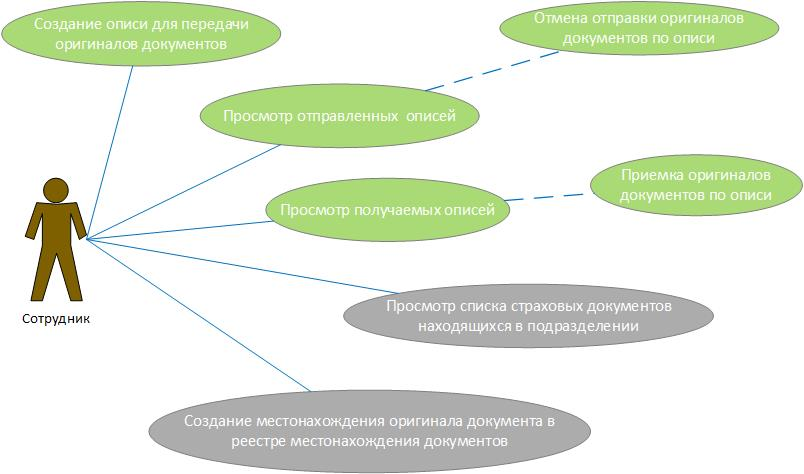 Создание описи для передачи
оригиналов документов
Отмена отправки оригиналов
документов по описи
Просмотр отправленных описей
Приемка оригиналов
документов по описи
Просмотр получаемых описей
Сотрудник
Просмотр списка страховых документов
находящихся в подразделении
Создание местонахождения оригинала документа в
реестре местонахождения документов